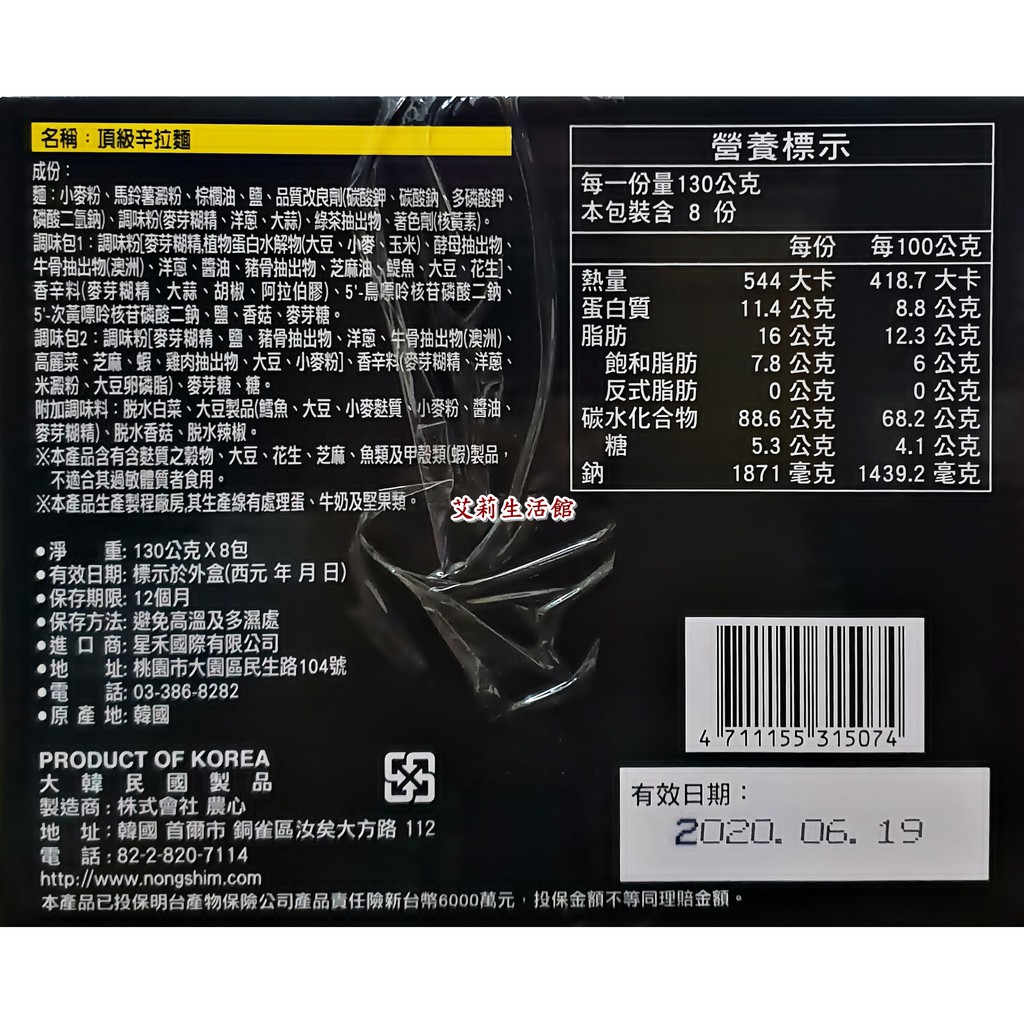 名稱：頂級辛拉麵
成份：
麵：小麥粉、馬鈴薯澱粉、棕櫚油、鹽、品質改良劑(碳酸鉀、碳酸鈉、多磷酸鉀、
磷酸二氫鈉)、調味粉(麥芽糊精、洋蔥、大蒜)、綠茶抽出物、著色劑(核黃素)。
調味包1：調味粉[麥芽糊精,植物蛋白水解物(大豆、小麥、玉米)、酵母抽出物、
牛骨抽出物(澳洲)、洋蔥、醬油、豬骨抽出物、芝麻油、鯷魚、大豆、花生]、
香辛料(麥芽糊精、大蒜、胡椒、阿拉伯膠)、5'-鳥嘌呤核苷磷酸二鈉、
5'-次黃嘌呤核苷磷酸二鈉、鹽、香菇、麥芽糖。
調味包2：調味粉[麥芽糊精、鹽、豬骨抽出物、洋蔥、牛骨抽出物(澳洲)、
高麗菜、芝麻、蝦、雞肉抽出物、大豆、小麥粉]、香辛料(麥芽糊精、洋蔥、
米澱粉、大豆卵磷脂)、麥芽糖、糖。
附加調味料：脫水白菜、大豆製品(鱈魚、大豆、小麥麩質、小麥粉、醬油、
麥芽糊精)、脫水香菇、脫水辣椒。
※本產品含有含麩質之穀物、大豆、花生、芝麻、魚類及甲殼類(蝦)製品，
不適合其過敏體質者食用。
※本產品生產製程廠房,其生產線有處理蛋、牛奶及堅果類。
艾莉生活館
●淨 重: 130公克X8包
●有效日期: 標示於外盒(西元 年 月 日)
●保存期限: 12個月
●保存方法: 避免高溫及多濕處
●進 口 商: 星禾國際有限公司
●地 址: 桃園市大園區民生路104號
●電 話: 03-386-8282
●原 產 地: 韓國
PRODUCT OF KOREA
大 韓 民 國 製 品
製造商：株式會社 農心
地 址：韓國 首爾市 銅雀區汝矣大方路 112
電 話：82-2-820-7114
http://www.nongshim.com
本產品已投保明台產物保險公司產品責任險新台幣6000萬元，投保金額不等同理賠金額。
營養標示
每一份量130公克
本包裝含 8 份
每份 每100公克
熱量 544 大卡 418.7 大卡
蛋白質 11.4 公克 8.8 公克
脂肪 16 公克 12.3 公克
飽和脂肪 7.8 公克 6 公克
反式脂肪 0 公克 0 公克
碳水化合物 88.6 公克 68.2 公克
糖 5.3 公克 4.1 公克
鈉 1871 毫克 1439.2 毫克
4 711155 315074
有效日期：
2020. 06. 19